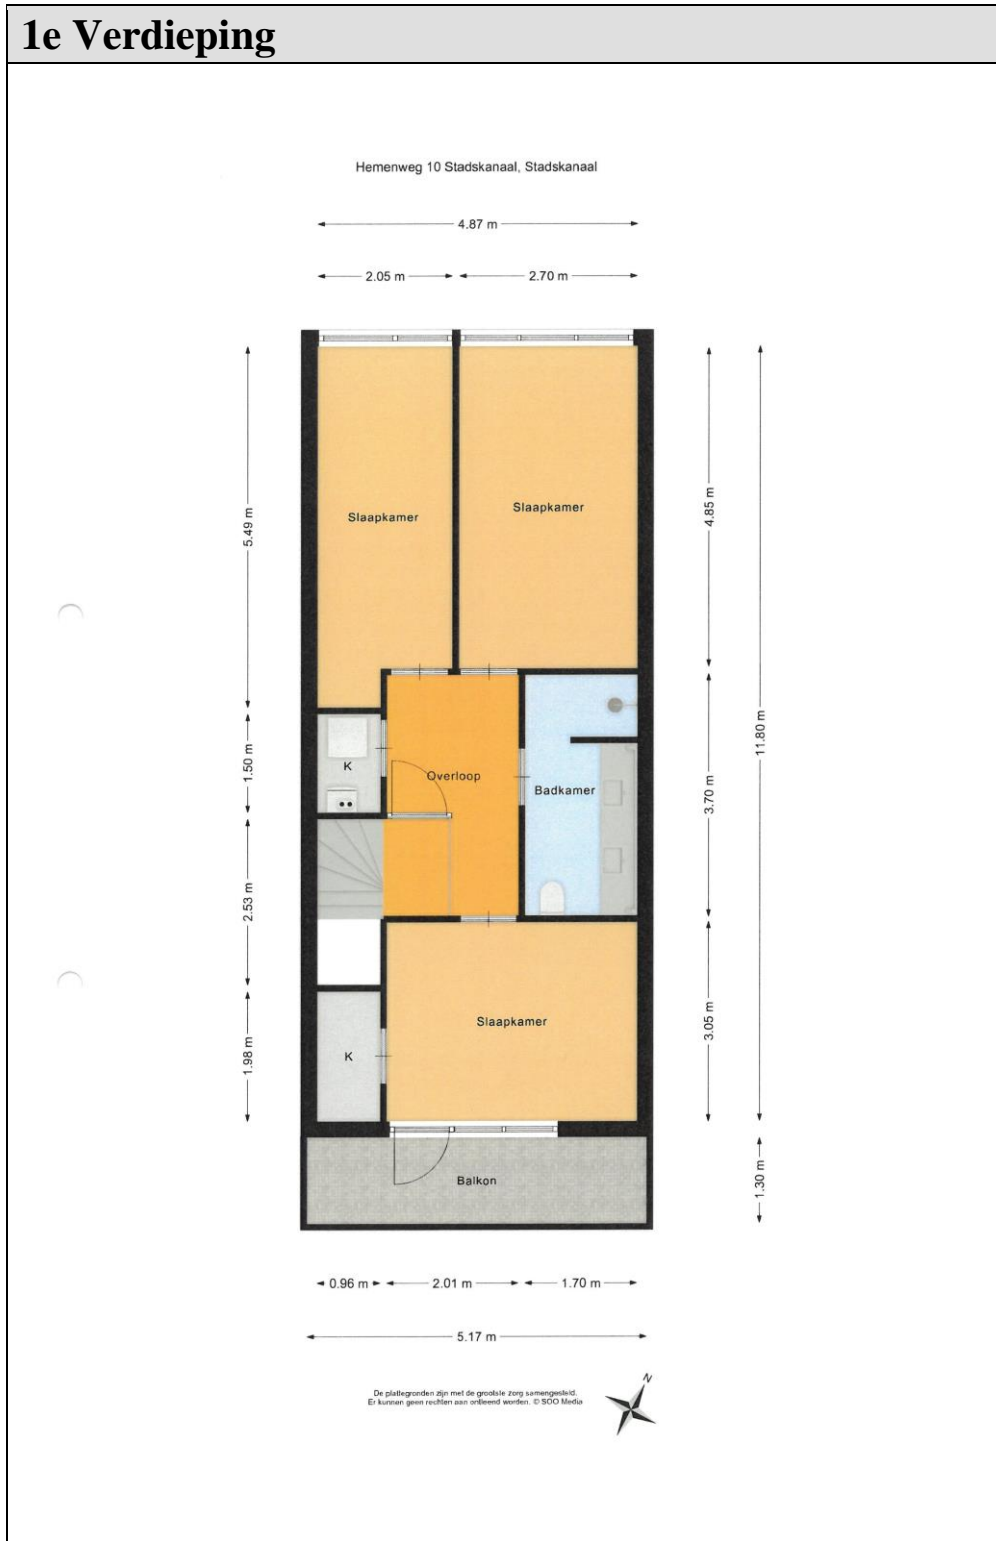 1e Verdieping
Hemenweg 10 Stadskanaal, Stadskanaal
4.87 m
2.05 m
2.70 m
5.49 m
4.85 m
11.80 m
Slaapkamer
Slaapkamer
1.50 m
K
Overloop
Badkamer
3.70 m
2.53 m
1.98 m
K
Slaapkamer
3.05 m
Balkon
1.30 m
0.96 m
2.01 m
1.70 m
5.17 m
N
De plattegronden zijn met de grootste zorg samengesteld.
Er kunnen geen rechten aan ontleend worden. © SOO Media